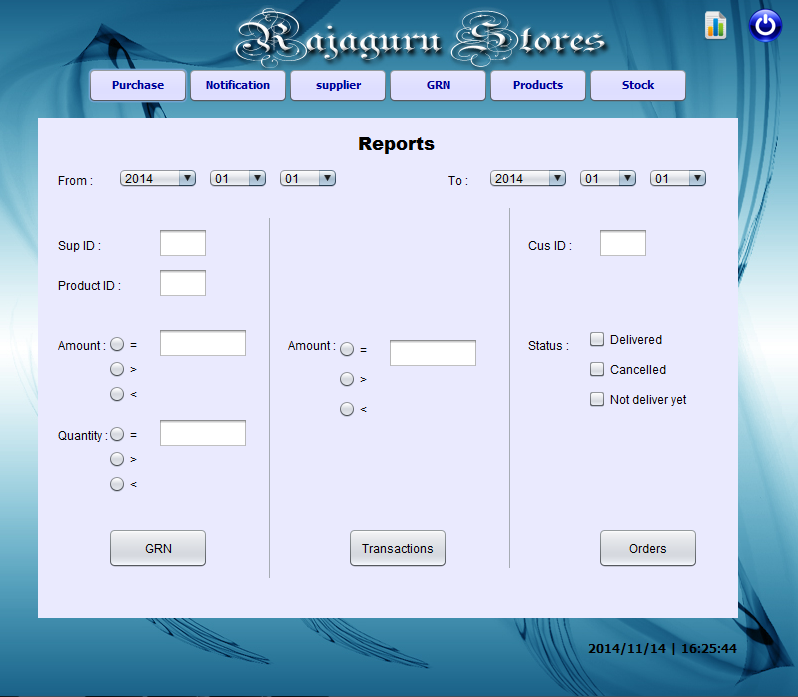 Rajaguru Stores
Purchase Notification supplier GRN Products Stock
Reports
From : 2014 01 01 To : 2014 01 01
Sup ID : Cus ID :
Product ID :
Amount : = Amount : = Status : Delivered
> > Cancelled
< < Not deliver yet
Quantity : =
>
<
GRN Transactions Orders
2014/11/14 | 16:25:44